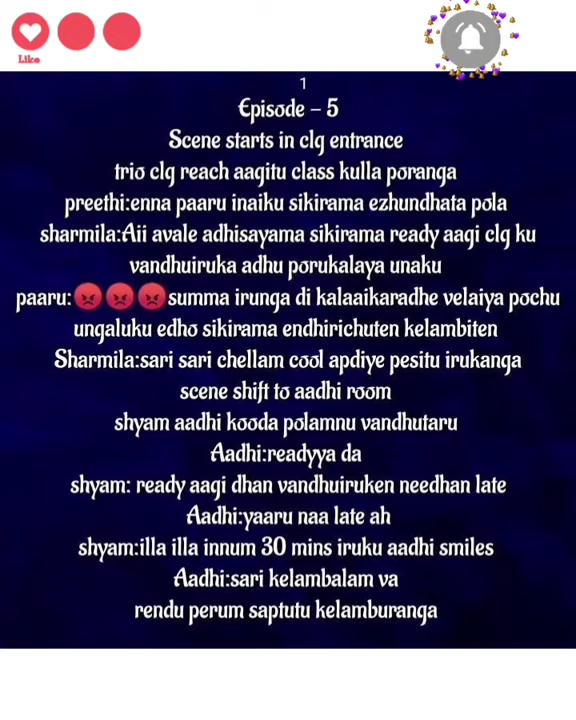 Like
1
Episode – 5
Scene starts in clg entrance
trio clg reach aagitu class kulla poranga
preethi:enna paaru inaiku sikirama ezhundhata pola
sharmila:Aii avale adhisayama sikirama ready aagi clg ku
vandhuiruka adhu porukalaya unaku
paaru:😡😡😡summa irunga di kalaaikaradhe velaiya pochu
ungaluku edho sikirama endhirichuten kelambiten
Sharmila:sari sari chellam cool apdiye pesitu irukanga
scene shift to aadhi room
shyam aadhi kooda polamnu vandhutaru
Aadhi:readyya da
shyam: ready aagi dhan vandhuiruken needhan late
Aadhi:yaaru naa late ah
shyam:illa illa innum 30 mins iruku aadhi smiles
Aadhi:sari kelambalam va
rendu perum saptutu kelamburanga